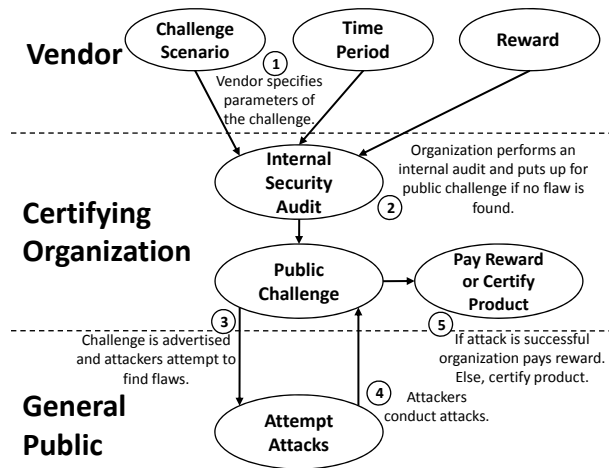 Vendor
Challenge
Scenario
Time
Period
Reward
1
Vendor specifies
parameters of
the challenge.
Certifying
Organization
Internal
Security
Audit
2
Organization performs an
internal audit and puts up for
public challenge if no flaw is
found.
Public
Challenge
Pay Reward
or Certify
Product
3
Challenge is advertised
and attackers attempt to
find flaws.
5
If attack is successful
organization pays reward.
Else, certify product.
General
Public
4
Attackers
conduct attacks.
Attempt
Attacks